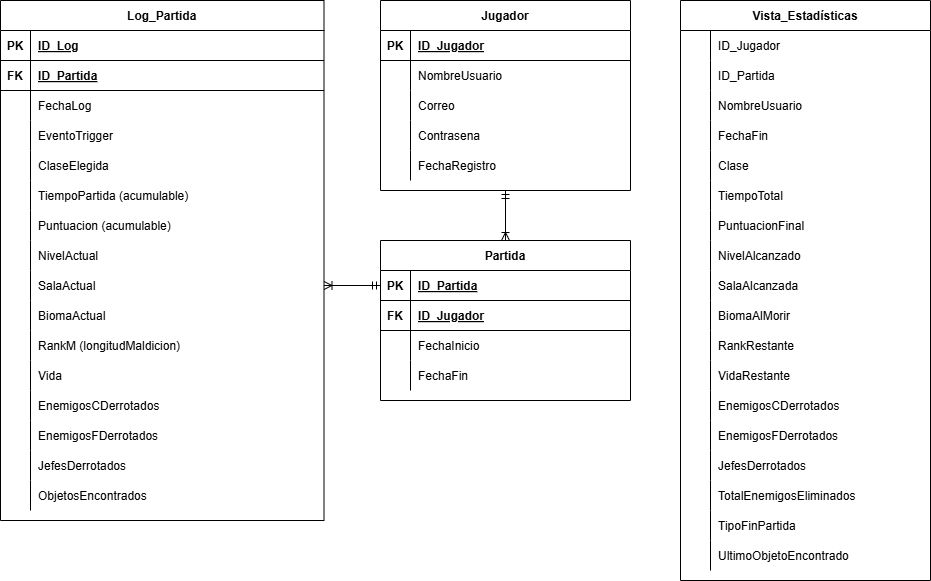 Log_Partida
PK ID_Log
FK ID_Partida
FechaLog
EventoTrigger
ClaseElegida
TiempoPartida (acumulable)
Puntuacion (acumulable)
NivelActual
SalaActual
BiomaActual
RankM (longitudMaldicion)
Vida
EnemigosCDerrotados
EnemigosFDerrotados
JefesDerrotados
ObjetosEncontrados
Jugador
PK ID_Jugador
NombreUsuario
Correo
Contrasena
FechaRegistro
Partida
PK ID_Partida
FK ID_Jugador
FechaInicio
FechaFin
Vista_Estadísticas
ID_Jugador
ID_Partida
NombreUsuario
FechaFin
Clase
TiempoTotal
PuntuacionFinal
NivelAlcanzado
SalaAlcanzada
BiomaAlMorir
RankRestante
VidaRestante
EnemigosCDerrotados
EnemigosFDerrotados
JefesDerrotados
TotalEnemigosEliminados
TipoFinPartida
UltimoObjetoEncontrado